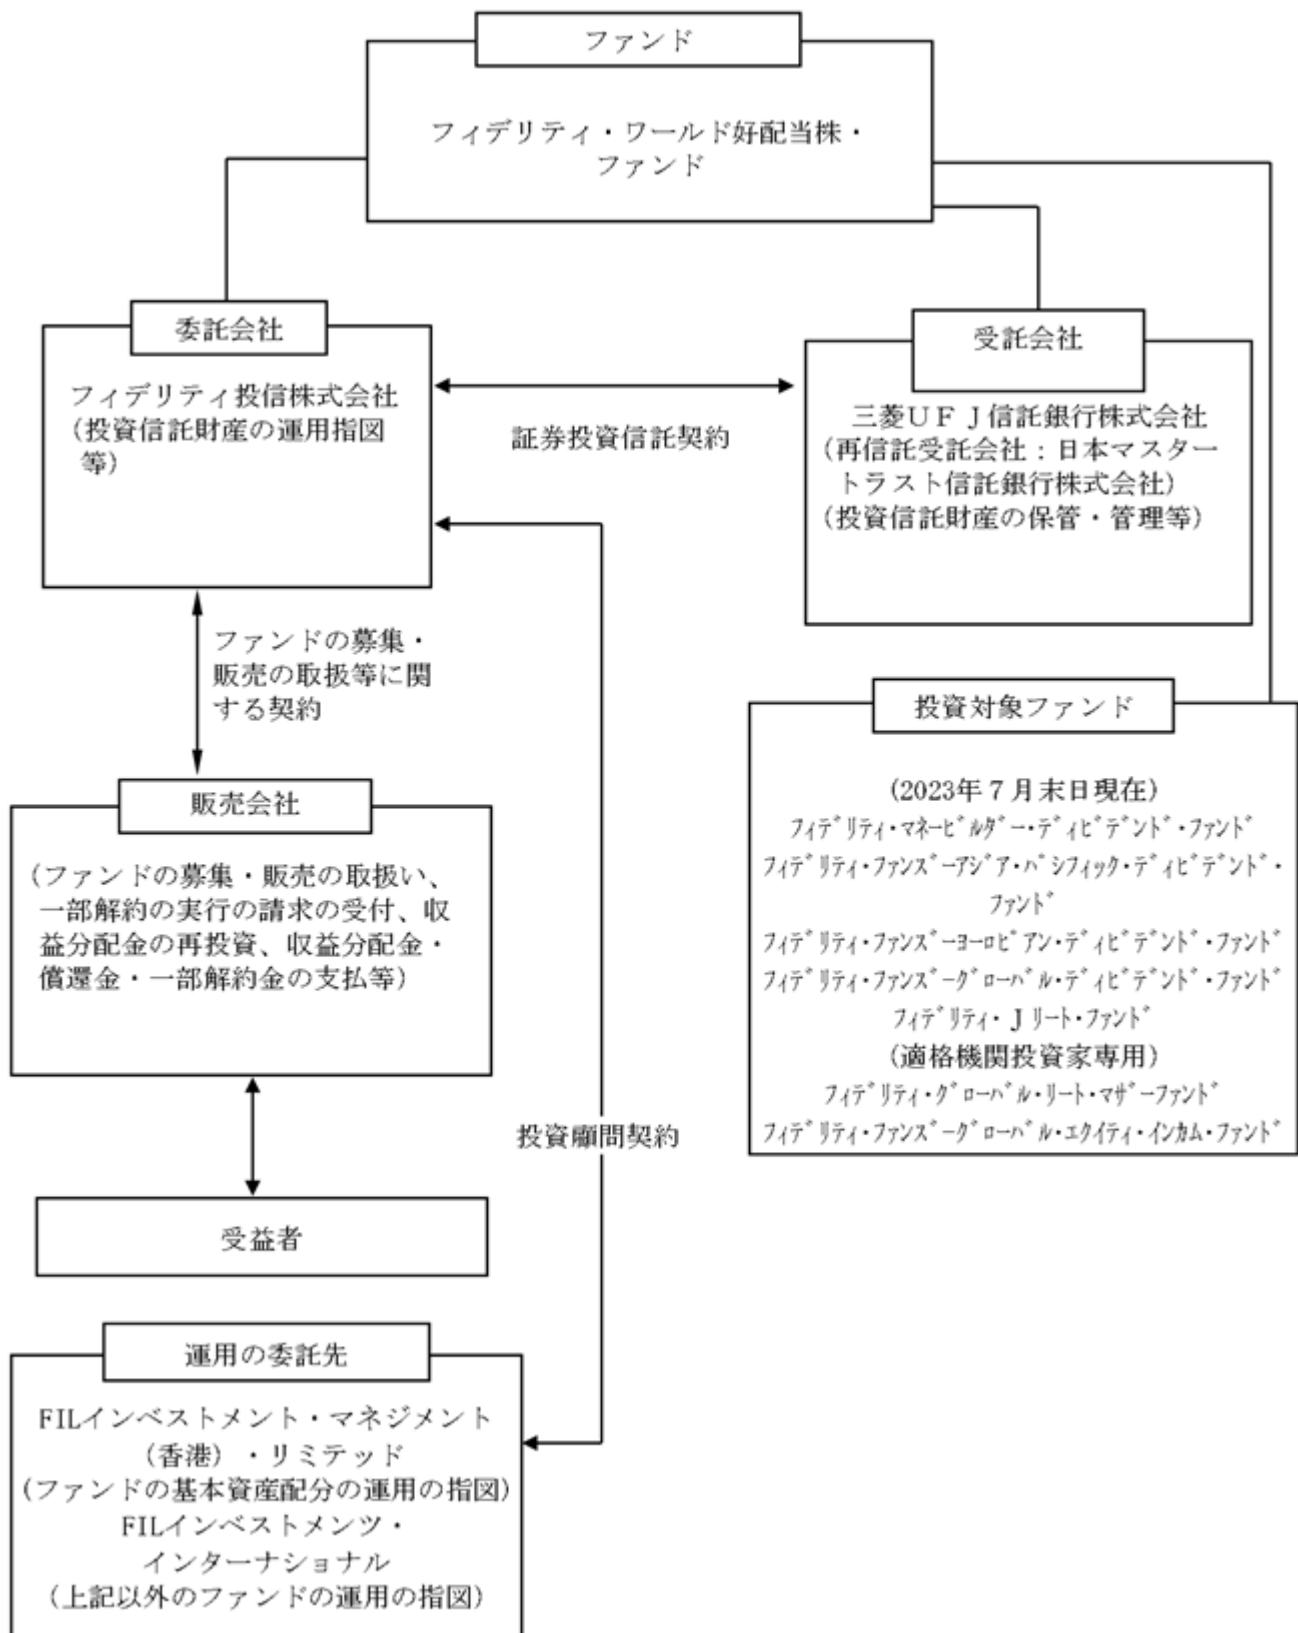 ファンド
フィデリティ・ワールド好配当株・
ファンド
委託会社
フィデリティ投信株式会社
(投資信託財産の運用指図
等)
証券投資信託契約
受託会社
三菱ＵＦＪ信託銀行株式会社
(再信託受託会社：日本マスター
トラスト信託銀行株式会社)
(投資信託財産の保管・管理等)
ファンドの募集・
販売の取扱等に関
する契約
販売会社
(ファンドの募集・販売の取扱い、
一部解約の実行の請求の受付、収
益分配金の再投資、収益分配金・
償還金・一部解約金の支払等)
投資対象ファンド
(2023年７月末日現在)
ﾌｨﾃﾞﾘﾃｨ・ﾏﾈｰﾋﾞﾙﾀﾞｰ・ﾃﾞｨﾋﾞﾃﾞﾝﾄﾞ・ﾌｧﾝﾄﾞ
ﾌｨﾃﾞﾘﾃｨ・ﾌｧﾝｽﾞｰｱｼﾞｱ・ﾊﾟｼﾌｨｯｸ・ﾃﾞｨﾋﾞﾃﾞﾝﾄﾞ・
ﾌｧﾝﾄﾞ
ﾌｨﾃﾞﾘﾃｨ・ﾌｧﾝｽﾞｰﾖｰﾛﾋﾟｱﾝ・ﾃﾞｨﾋﾞﾃﾞﾝﾄﾞ・ﾌｧﾝﾄﾞ
ﾌｨﾃﾞﾘﾃｨ・ﾌｧﾝｽﾞｰｸﾞﾛｰﾊﾞﾙ・ﾃﾞｨﾋﾞﾃﾞﾝﾄﾞ・ﾌｧﾝﾄﾞ
ﾌｨﾃﾞﾘﾃｨ・Ｊﾘｰﾄ・ﾌｧﾝﾄﾞ
(適格機関投資家専用)
ﾌｨﾃﾞﾘﾃｨ・ｸﾞﾛｰﾊﾞﾙ・ﾘｰﾄ・ﾏｻﾞｰﾌｧﾝﾄﾞ
ﾌｨﾃﾞﾘﾃｨ・ﾌｧﾝｽﾞｰｸﾞﾛｰﾊﾞﾙ・ｴｸｲﾃｨ・ｲﾝｶﾑ・ﾌｧﾝﾄﾞ
投資顧問契約
受益者
運用の委託先
FILインベストメント・マネジメント
(香港)・リミテッド
(ファンドの基本資産配分の運用の指図)
FILインベストメンツ・
インターナショナル
(上記以外のファンドの運用の指図)